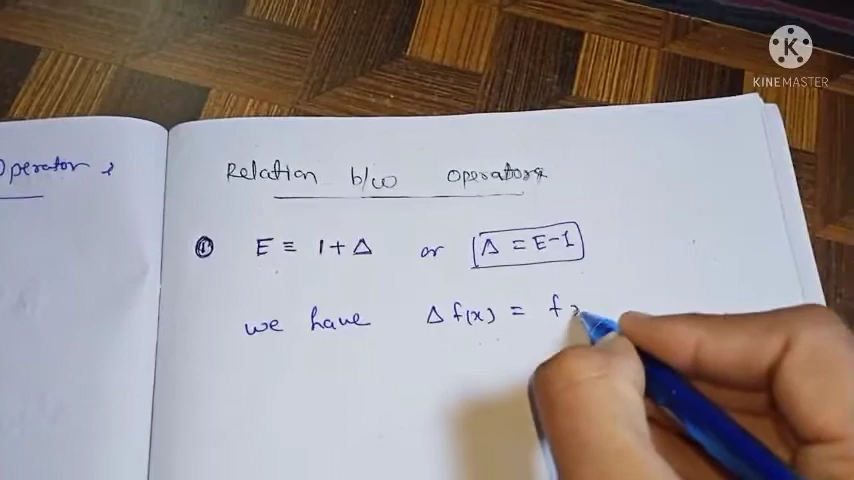 KINEMASTER
Operator :
Relation b/w operators
① E ≡ 1 + Δ or Δ = E-1
we have Δ f(x) = f